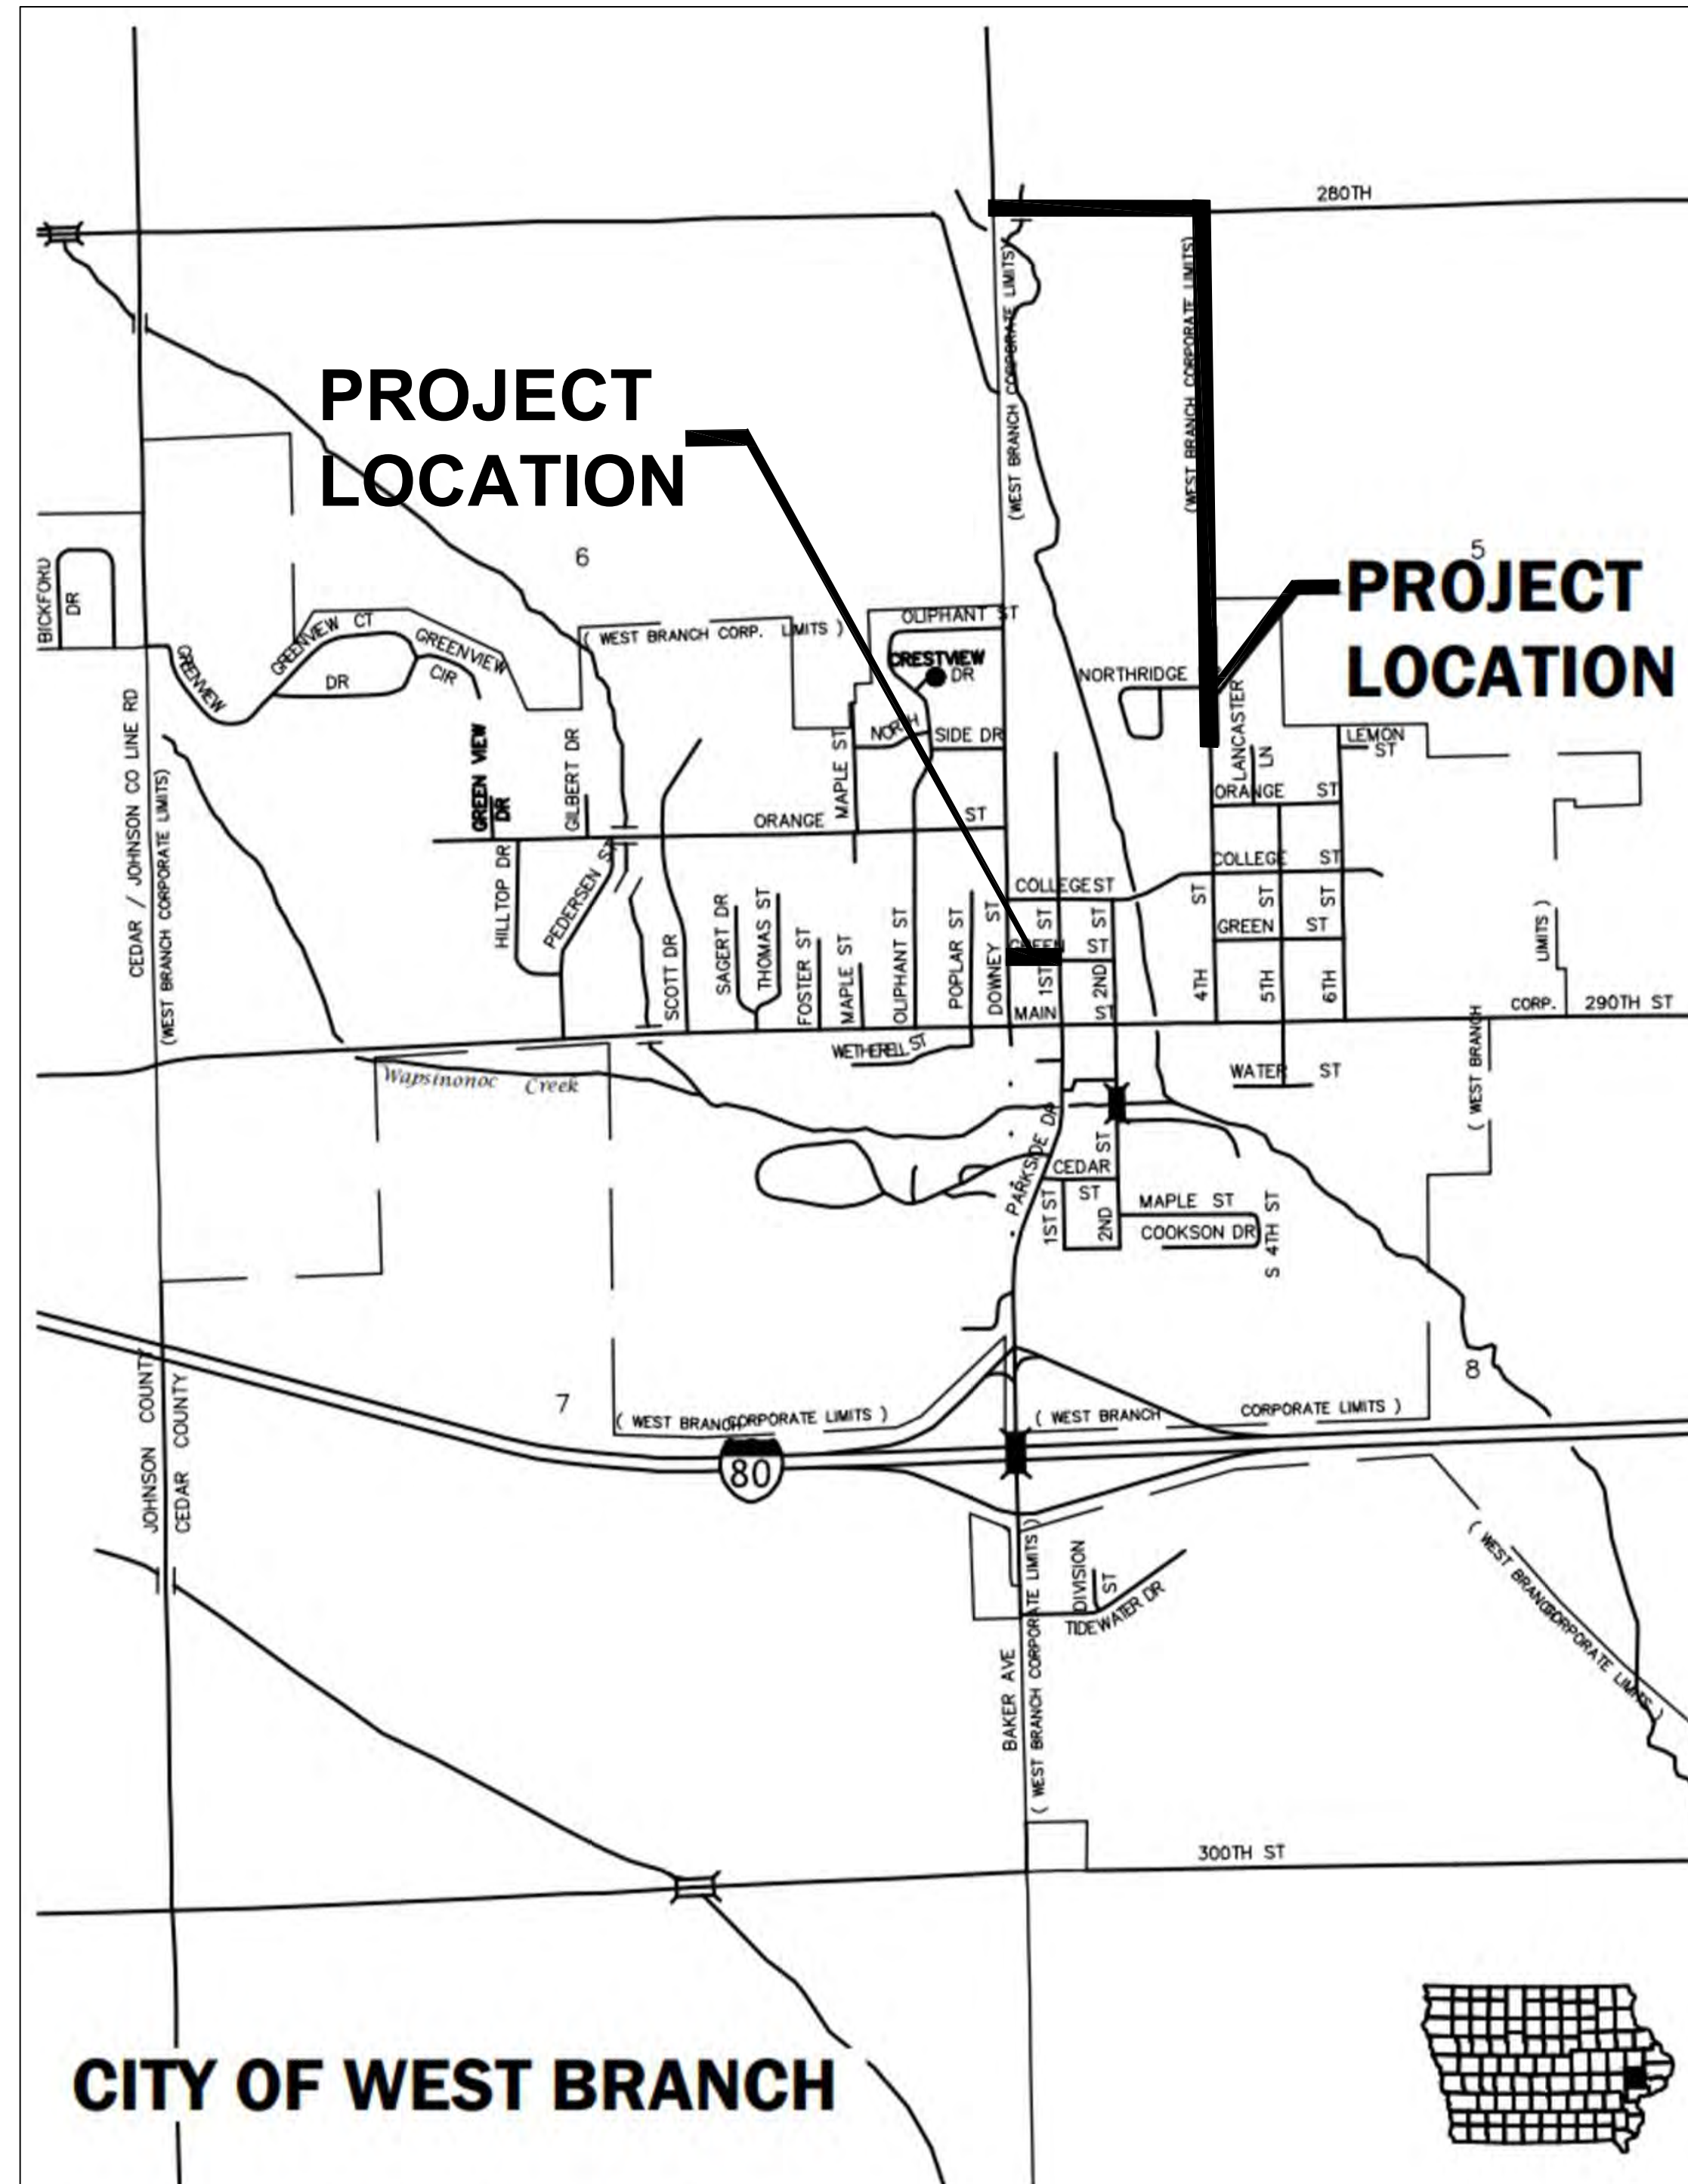 280TH
(WEST BRANCH CORPORATE LIMITS)
(WEST BRANCH CORPORATE LIMITS)
PROJECT
LOCATION
6
5
PROJECT
LOCATION
BICKFORD
DR
GREENVIEW CT
GREENVIEW
GREENVIEW
DR
CIR
( WEST BRANCH CORP. LIMITS )
OLIPHANT ST
CRESTVIEW
DR
NORTHRIDGE
NORTH
SIDE DR
LANCASTER
LN
LEMON
ST
CEDAR / JOHNSON CO LINE RD
(WEST BRANCH CORPORATE LIMITS)
GREEN VIEW
DR
GILBERT DR
MAPLE ST
ORANGE
ST
ORANGE ST
HILLTOP DR
PEDERSEN ST
SCOTT DR
SAGERT DR
THOMAS ST
FOSTER ST
MAPLE ST
OLIPHANT ST
POPLAR ST
DOWNEY ST
COLLEGE ST
COLLEGE ST
1ST ST
2ND ST
GREEN ST
4TH ST
5TH ST
6TH ST
GREEN ST
MAIN ST
LIMITS )
CORP.
290TH ST
( WEST BRANCH
WETHERELL ST
WATER ST
Wapsinonoc Creek
PARKSIDE DR
CEDAR
ST
1ST ST
2ND
ST
MAPLE ST
COOKSON DR
S 4TH ST
JOHNSON COUNTY
CEDAR COUNTY
7
8
( WEST BRANCH CORPORATE LIMITS )
( WEST BRANCH CORPORATE LIMITS )
80
( WEST BRANCH CORPORATE LIMITS )
DIVISION
ST
TIDEWATER DR
( WEST BRANCH CORPORATE LIMITS )
BAKER AVE
300TH ST
CITY OF WEST BRANCH